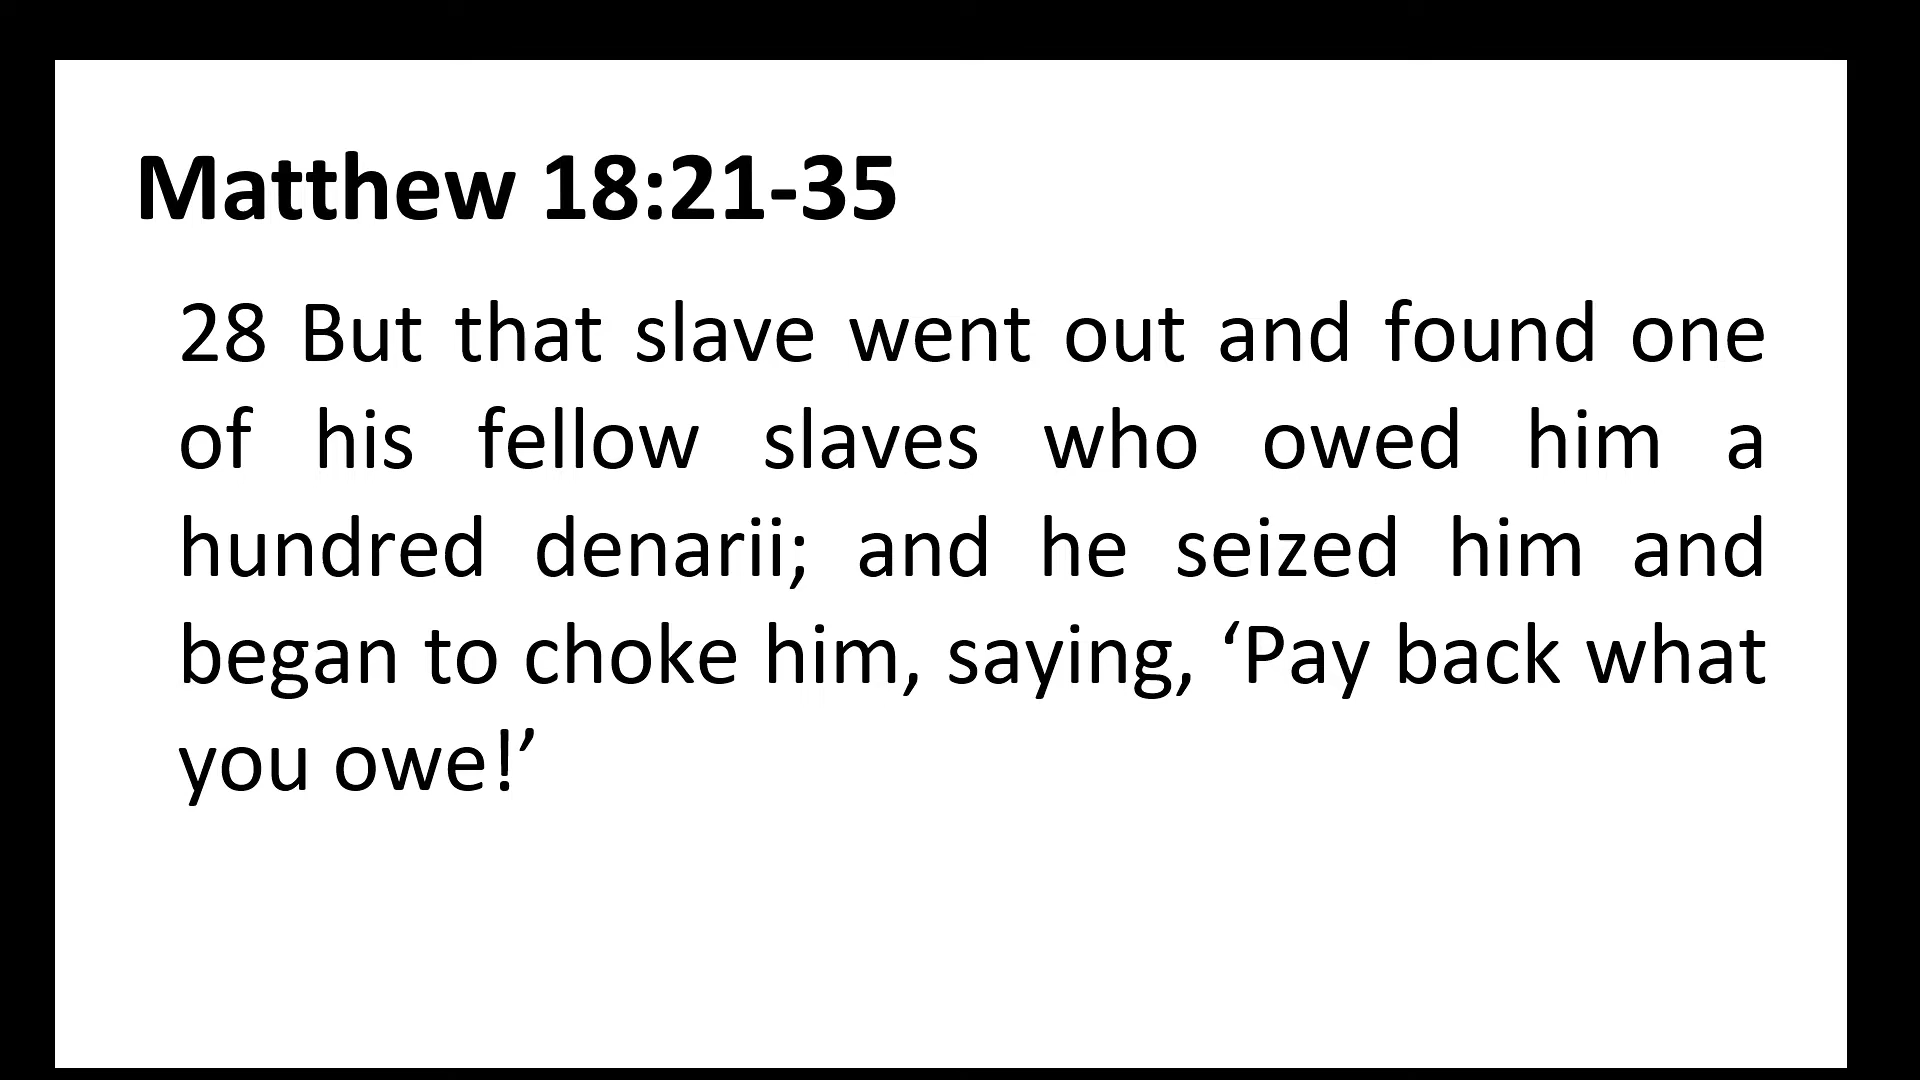 Matthew 18:21-35
28 But that slave went out and found one
of his fellow slaves who owed him a
hundred denarii; and he seized him and
began to choke him, saying, ‘Pay back what
you owe!’